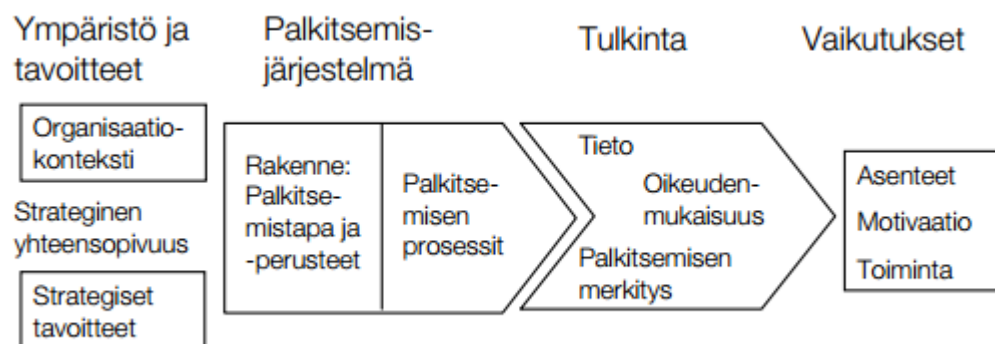 Ympäristö ja
tavoitteet
Palkitsemis-
järjestelmä
Tulkinta
Vaikutukset
Organisaatio-
konteksti
Strateginen
yhteensopivuus
Strategiset
tavoitteet
Rakenne:
Palkitse-
mistapa ja
-perusteet
Palkitse-
misen
prosessit
Tieto
Oikeuden-
mukaisuus
Palkitsemisen
merkitys
Asenteet
Motivaatio
Toiminta